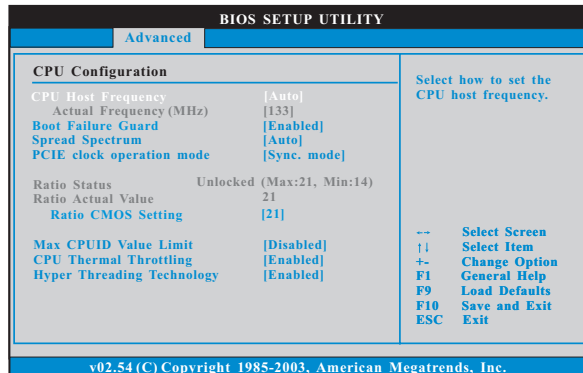 BIOS SETUP UTILITY
Advanced
CPU Configuration
CPU Host Frequency [Auto]
Actual Frequency (MHz) [133]
Boot Failure Guard [Enabled]
Spread Spectrum [Auto]
PCIE clock operation mode [Sync. mode]
Ratio Status Unlocked (Max:21, Min:14)
Ratio Actual Value 21
Ratio CMOS Setting [21]
Max CPUID Value Limit [Disabled]
CPU Thermal Throttling [Enabled]
Hyper Threading Technology [Enabled]
Select how to set the
CPU host frequency.
←→ Select Screen
↑↓ Select Item
+- Change Option
F1 General Help
F9 Load Defaults
F10 Save and Exit
ESC Exit
v02.54 (C) Copyright 1985-2003, American Megatrends, Inc.